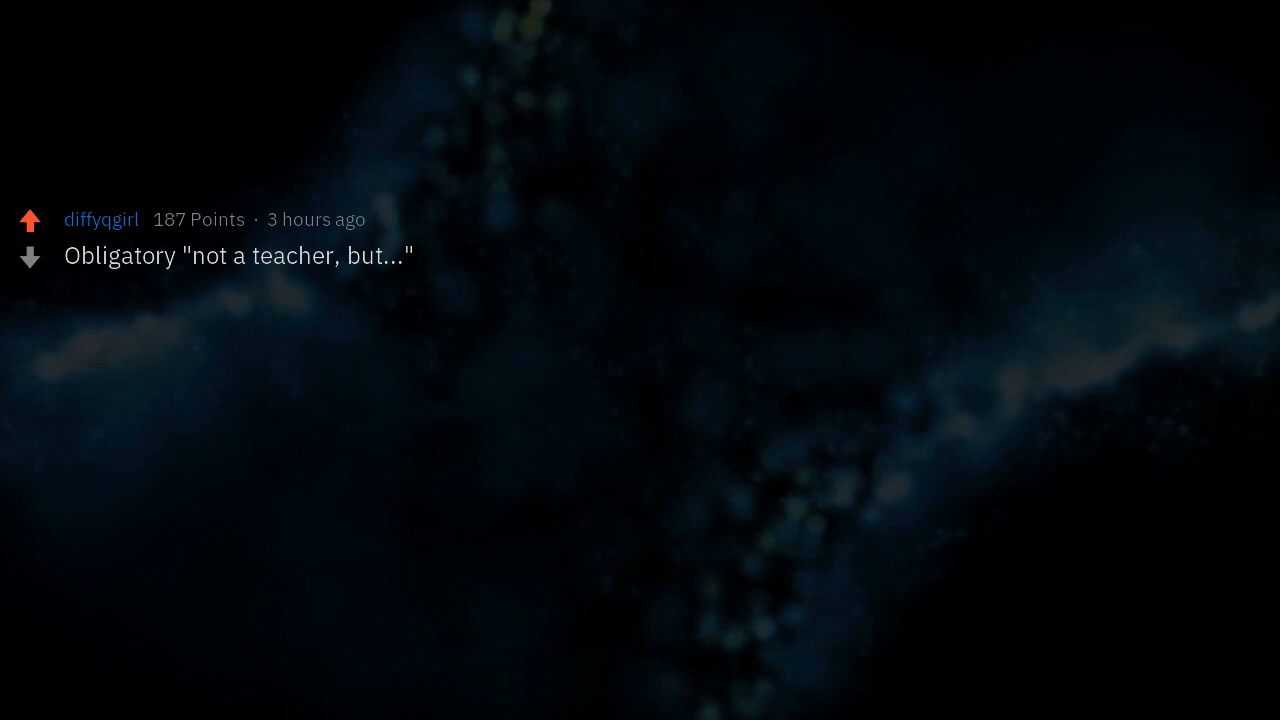 diffyqgirl 187 Points · 3 hours ago
Obligatory "not a teacher, but..."